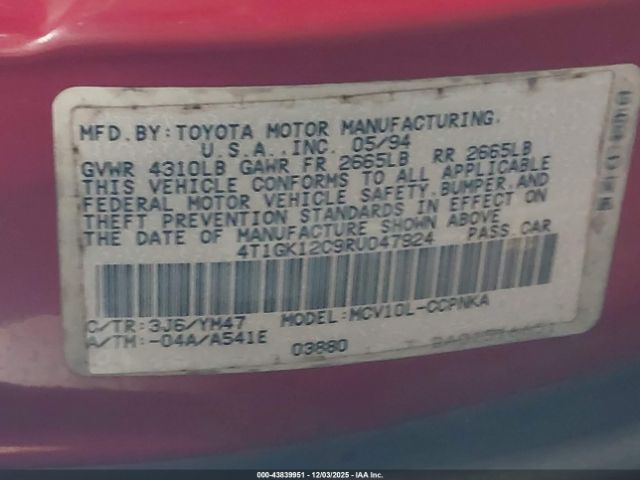 MFD. BY: TOYOTA MOTOR MANUFACTURING,
U.S.A., INC. 05/94
GVWR 4310LB GAWR FR 2665LB RR 2665LB
THIS VEHICLE CONFORMS TO ALL APPLICABLE
FEDERAL MOTOR VEHICLE SAFETY, BUMPER, AND
THEFT PREVENTION STANDARDS IN EFFECT ON
THE DATE OF MANUFACTURE SHOWN ABOVE
4T1GK12C9RU047924 PASS. CAR
C/TR: 3J6/YM47 MODEL: MCV10L-CCPNKA
A/TM: -04A/A541E 03880
000-43839951 - 12/03/2025 - IAA Inc.